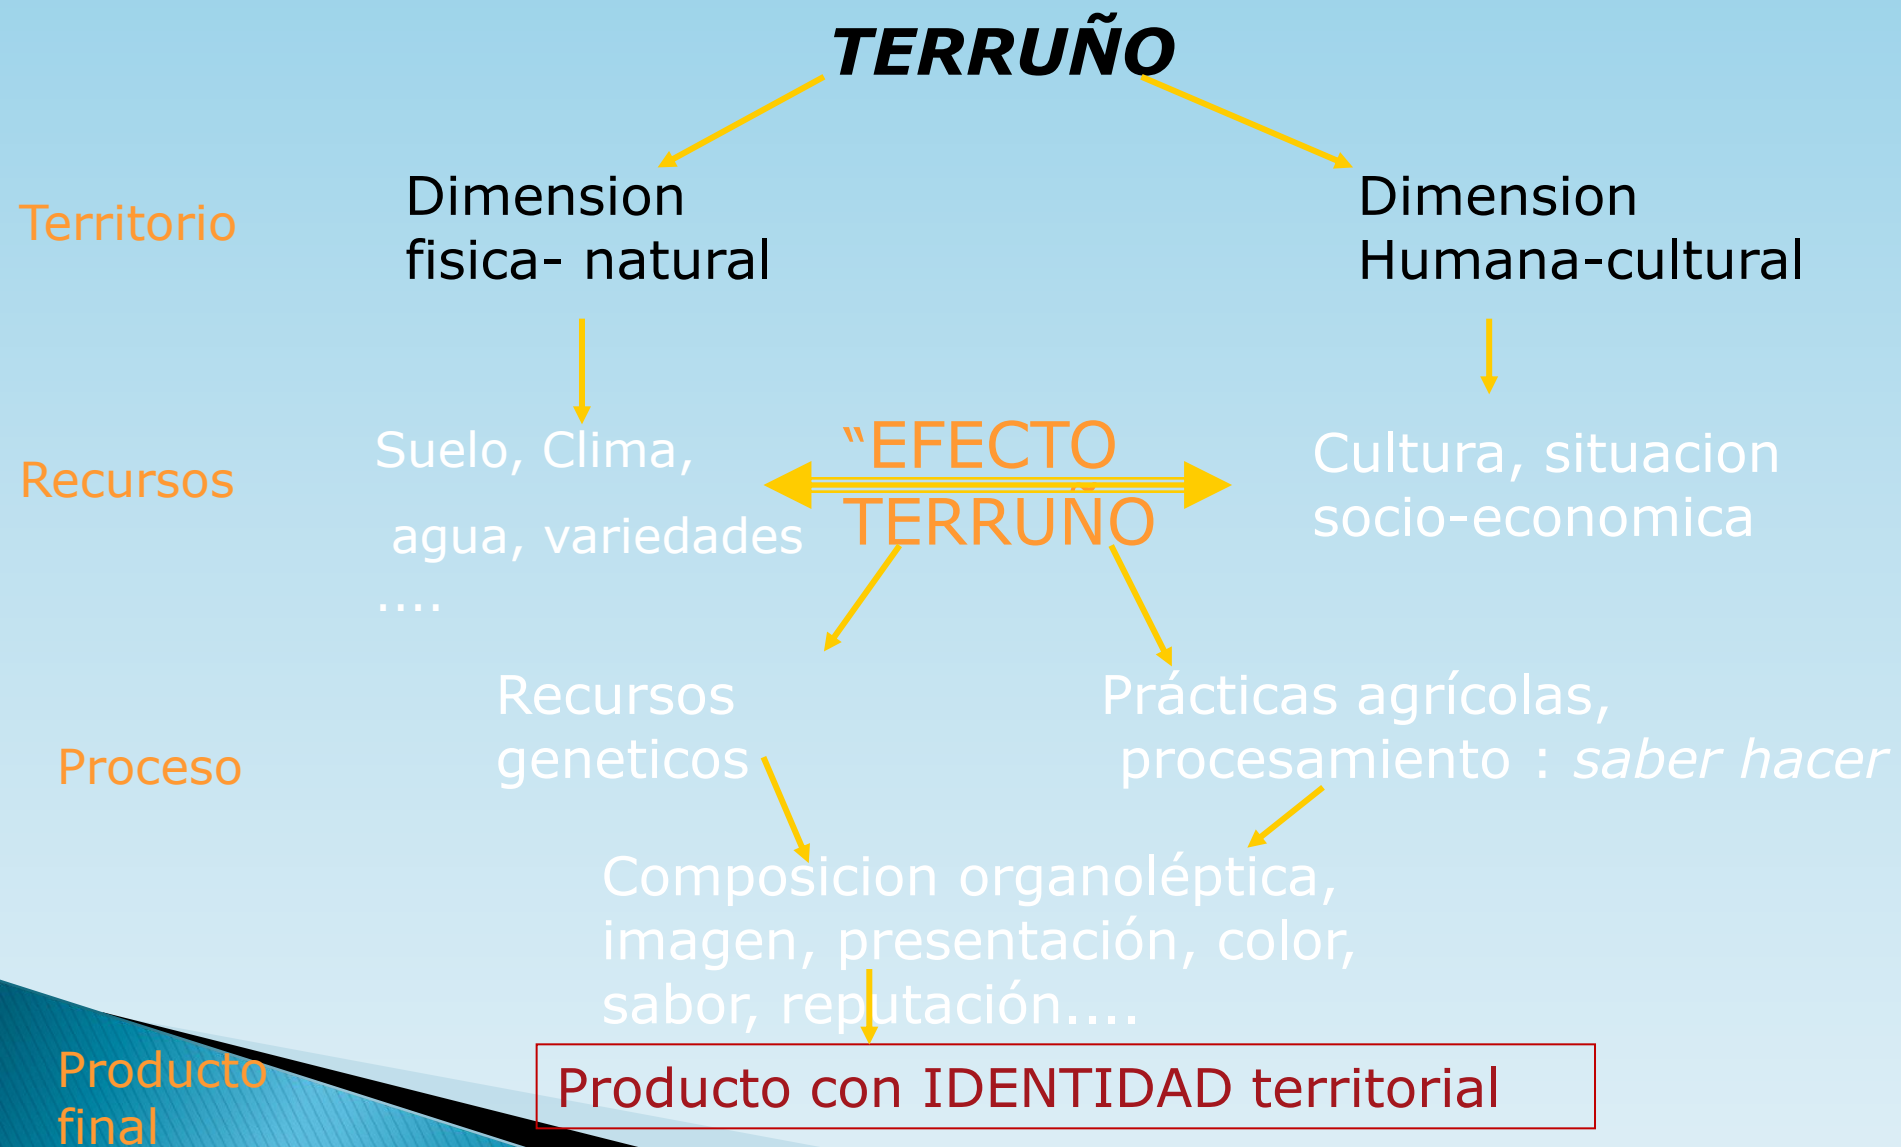 TERRUÑO
Territorio
Dimension
fisica- natural
Dimension
Humana-cultural
Recursos
Suelo, Clima,
agua, variedades
....
“EFECTO
TERRUÑO
Cultura, situacion
socio-economica
Proceso
Recursos
geneticos
Prácticas agrícolas,
procesamiento : saber hacer
Composicion organoléptica,
imagen, presentación, color,
sabor, reputación....
Producto
final
Producto con IDENTIDAD territorial